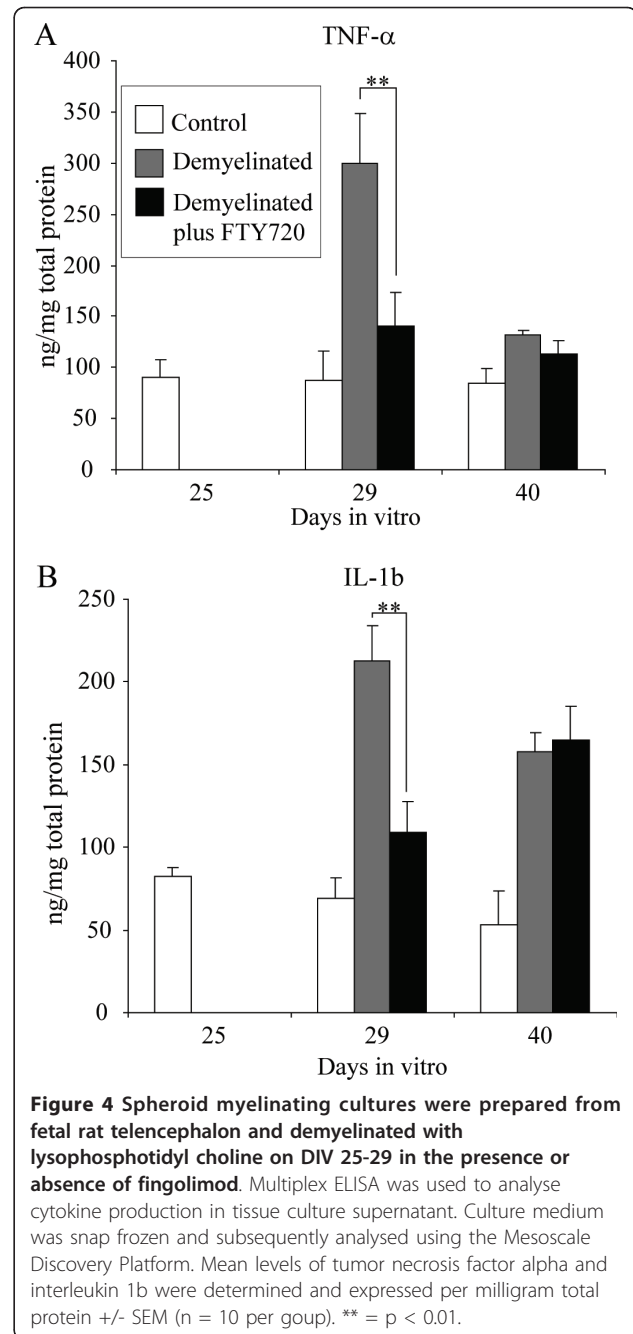 A
TNF-α
400
350
300
250
200
150
100
50
0
ng/mg total protein
**
Control
Demyelinated
Demyelinated
plus FTY720
25 29 40
Days in vitro
B
IL-1b
250
200
150
100
50
0
ng/mg total protein
**
25 29 40
Days in vitro
Figure 4 Spheroid myelinating cultures were prepared from
fetal rat telencephalon and demyelinated with
lysophosphotidyl choline on DIV 25-29 in the presence or
absence of fingolimod. Multiplex ELISA was used to analyse
cytokine production in tissue culture supernatant. Culture medium
was snap frozen and subsequently analysed using the Mesoscale
Discovery Platform. Mean levels of tumor necrosis factor alpha and
interleukin 1b were determined and expressed per milligram total
protein +/- SEM (n = 10 per goup). ** = p < 0.01.